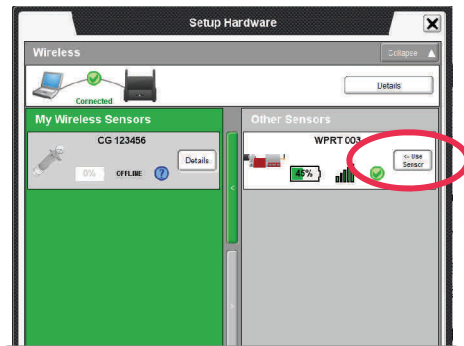 Setup Hardware
Wireless
Collapse
Connected
Details
My Wireless Sensors
CG 123456
0%
OFFLINE
?
Details
Other Sensors
WPRT 003
45%
<- Use
Sensor
<